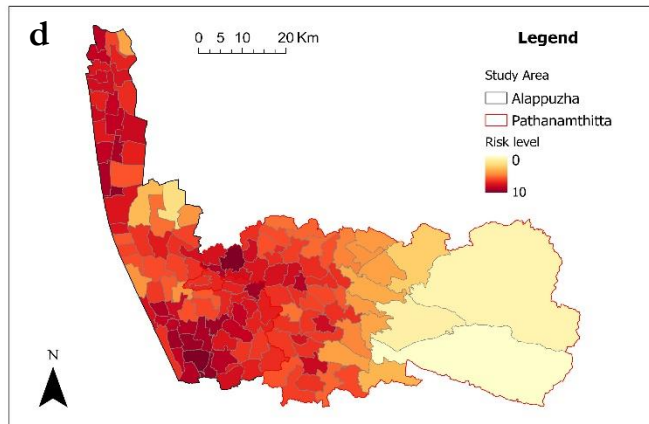 d
0 5 10 20 Km
Legend
Study Area
Alappuzha
Pathanamthitta
Risk level
0
10
N